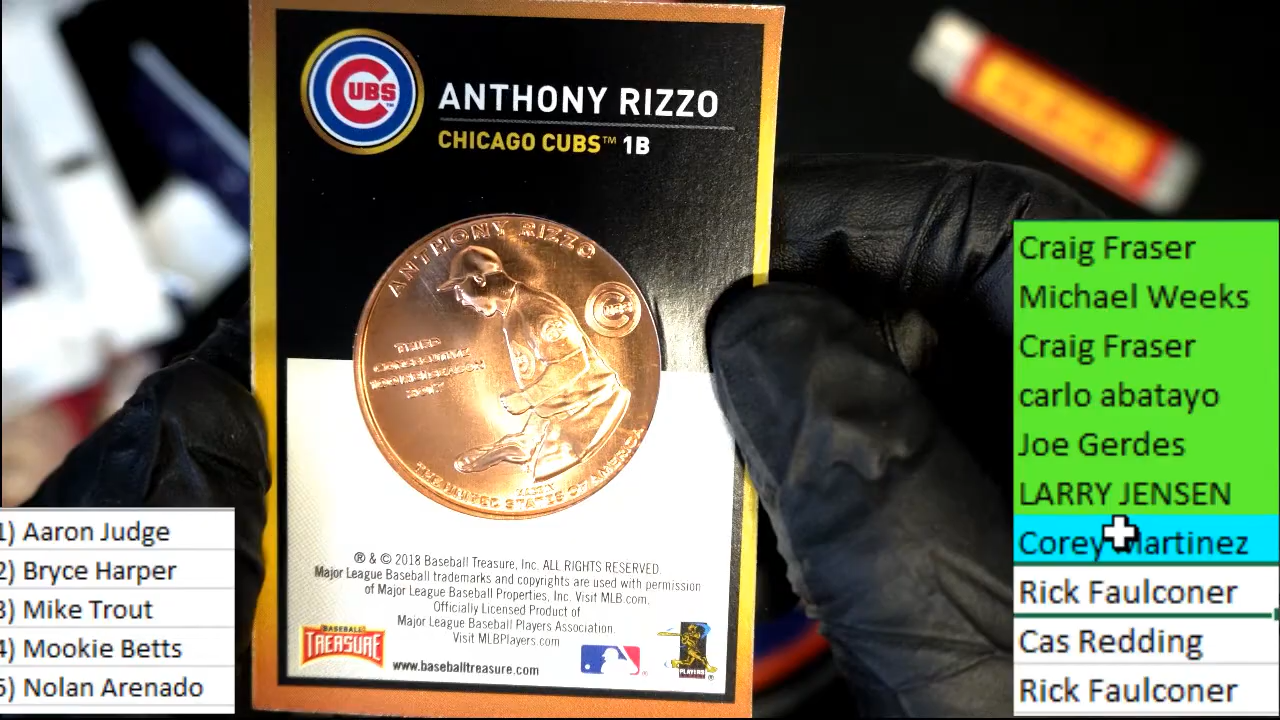 CUBS
ANTHONY RIZZO
CHICAGO CUBS™ 1B
ANTHONY RIZZO
CUBS
THIRD
CONSECUTIVE
THE UNITED STATES OF AMERICA
® & © 2018 Baseball Treasure, Inc. ALL RIGHTS RESERVED.
Major League Baseball trademarks and copyrights are used with permission
of Major League Baseball Properties, Inc. Visit MLB.com.
Officially Licensed Product of
Major League Baseball Players Association.
Visit MLBPlayers.com
BASEBALL
TREASURE
www.baseballtreasure.com
PLAYERS
1) Aaron Judge
2) Bryce Harper
3) Mike Trout
4) Mookie Betts
5) Nolan Arenado
Craig Fraser
Michael Weeks
Craig Fraser
carlo abatayo
Joe Gerdes
LARRY JENSEN
Corey Martinez
Rick Faulconer
Cas Redding
Rick Faulconer